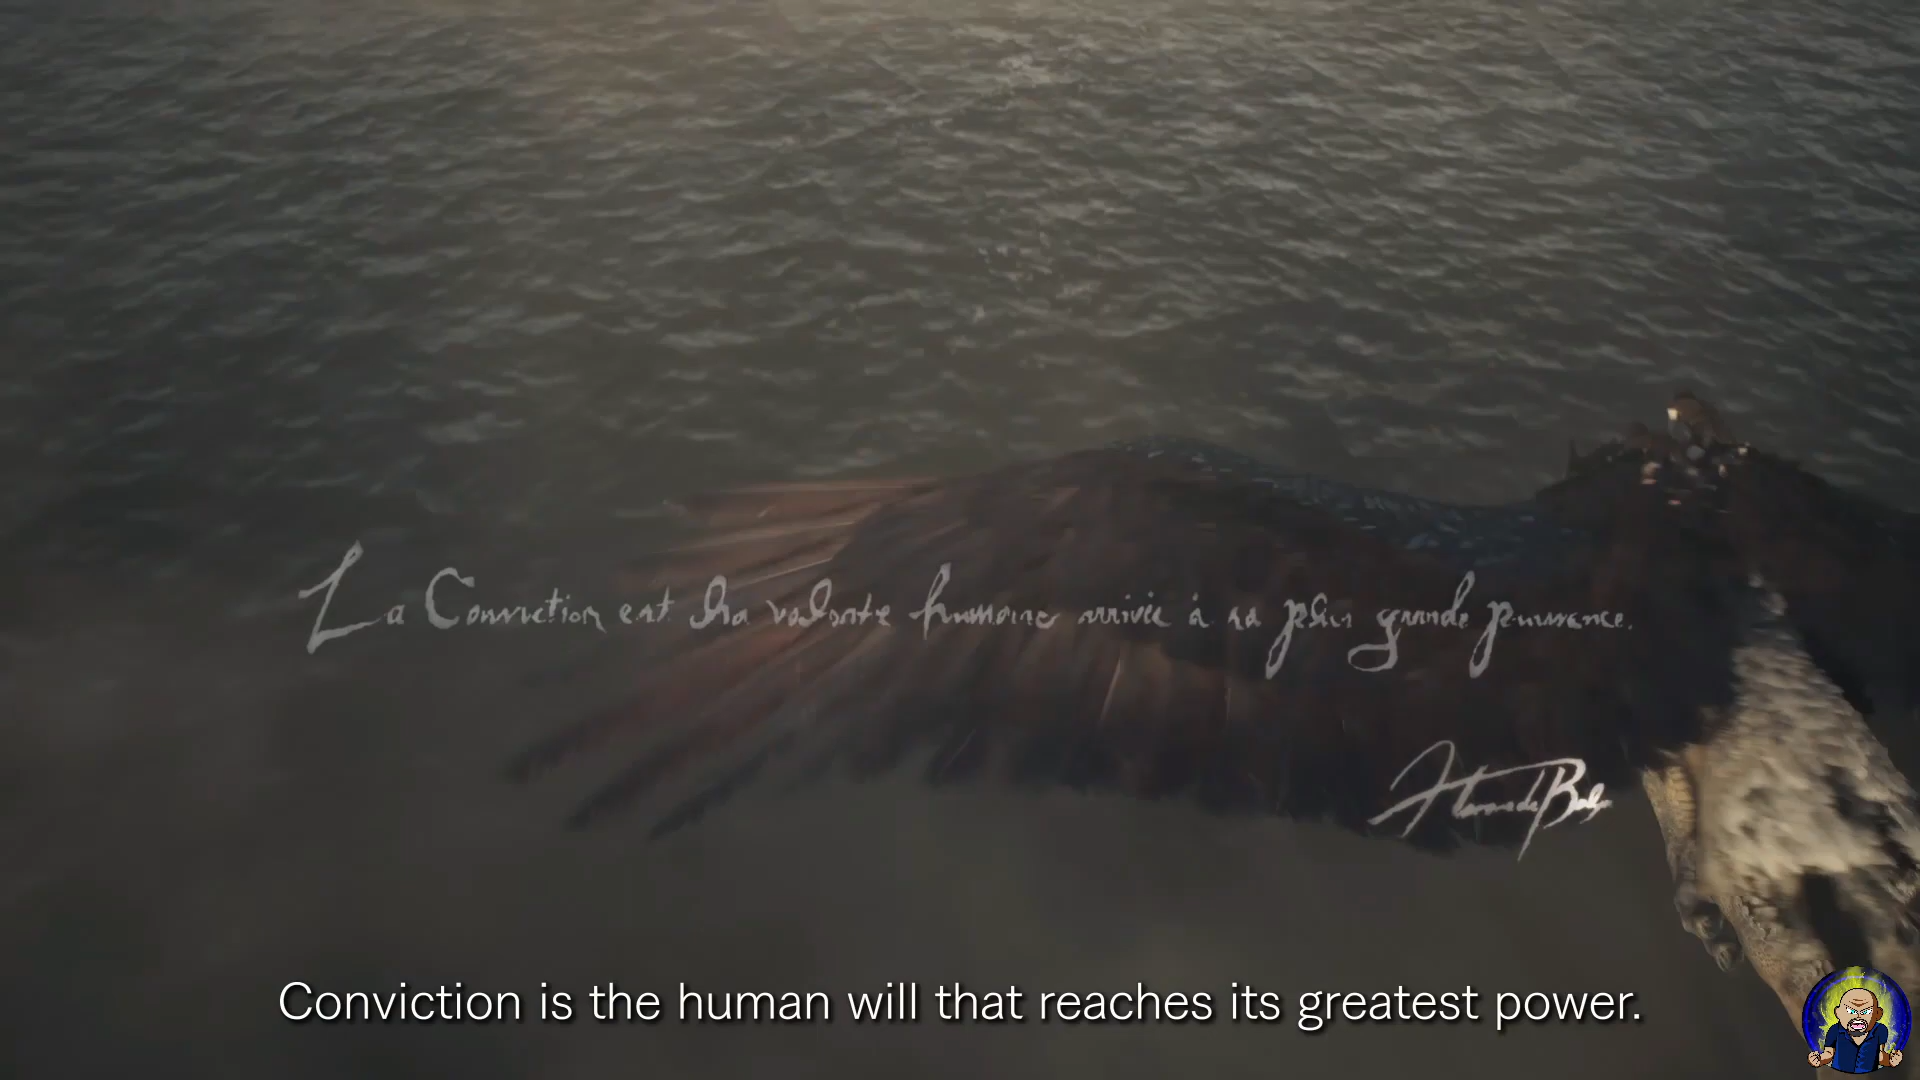 La Conviction est la volonté humaine arrivée à sa plus grande puissance.
Conviction is the human will that reaches its greatest power.